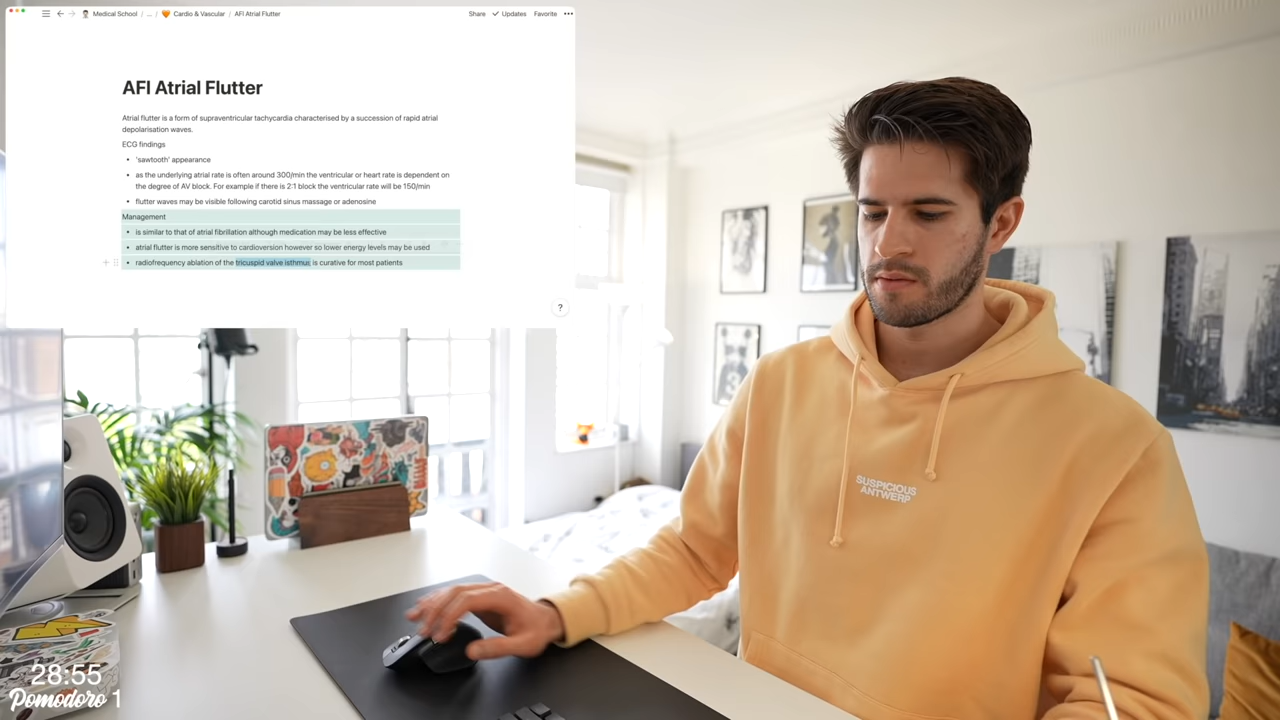 Medical School / ... / Cardio & Vascular / AFl Atrial Flutter
Share Updates Favorite
AFl Atrial Flutter
Atrial flutter is a form of supraventricular tachycardia characterised by a succession of rapid atrial
depolarisation waves.
ECG findings
'sawtooth' appearance
as the underlying atrial rate is often around 300/min the ventricular or heart rate is dependent on
the degree of AV block. For example if there is 2:1 block the ventricular rate will be 150/min
flutter waves may be visible following carotid sinus massage or adenosine
Management
is similar to that of atrial fibrillation although medication may be less effective
atrial flutter is more sensitive to cardioversion however so lower energy levels may be used
radiofrequency ablation of the tricuspid valve isthmus is curative for most patients
?
SUSPICIOUS
ANTWERP
28:55
Pomodoro 1